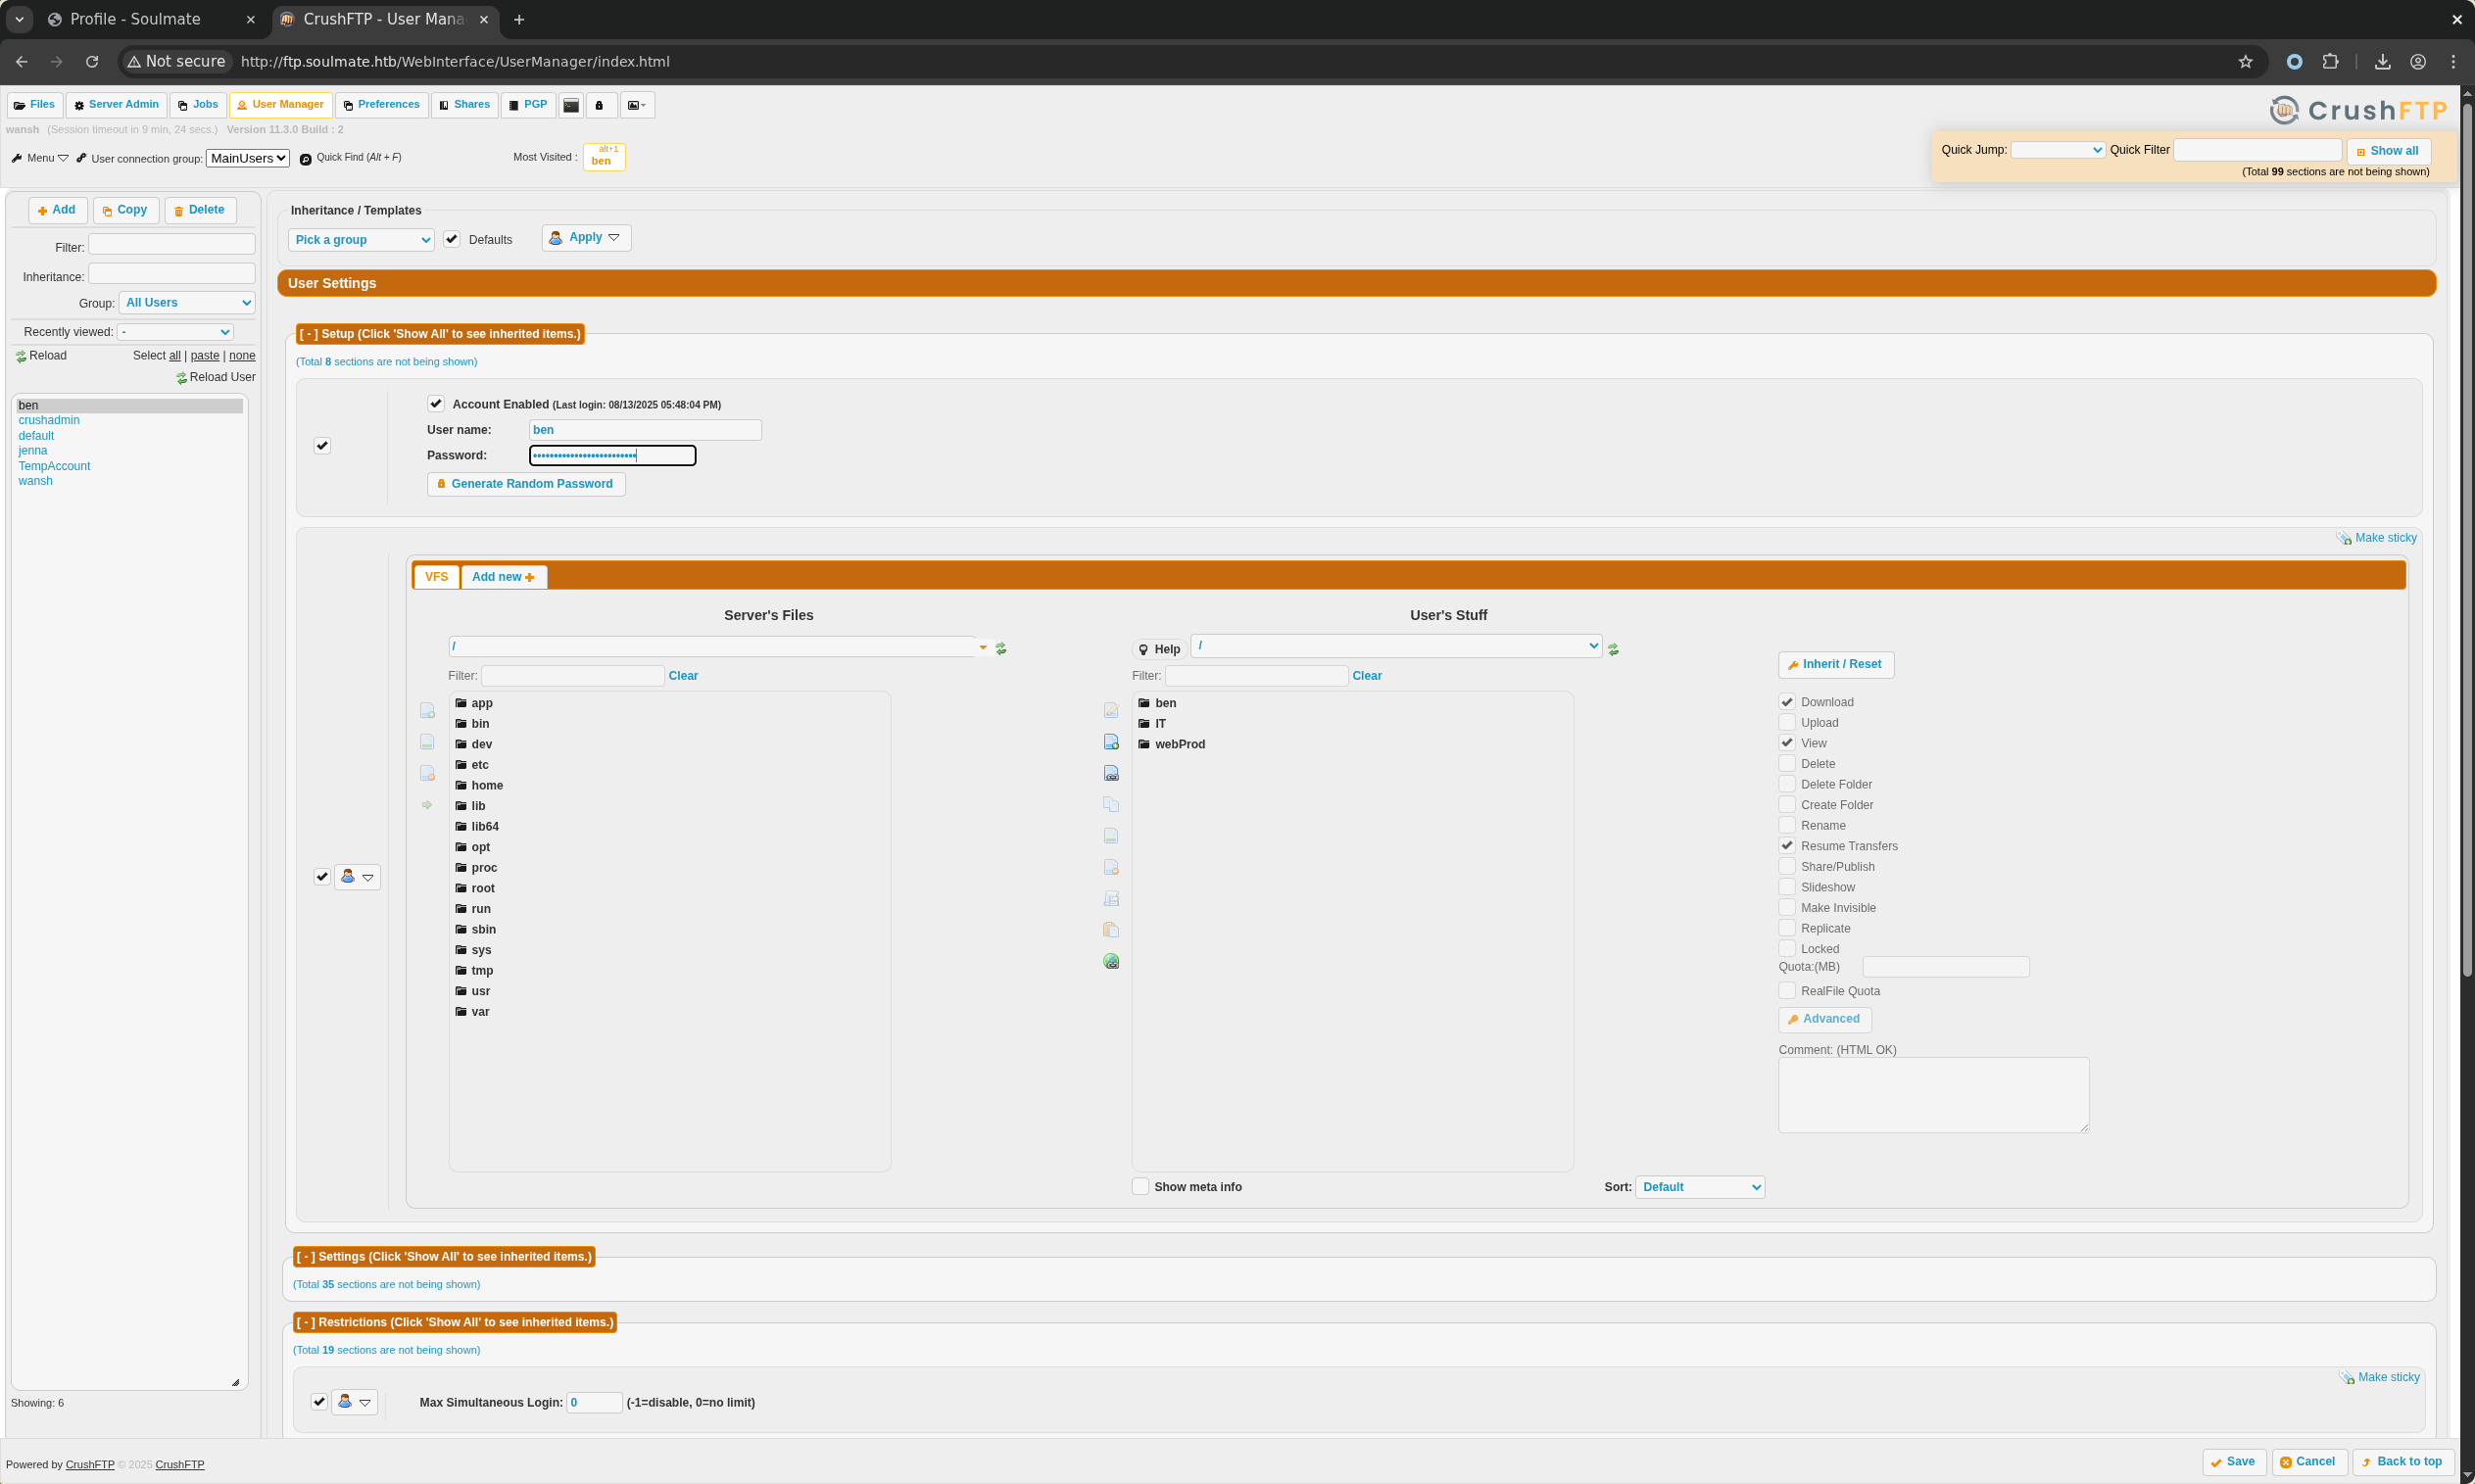 Profile - Soulmate
CrushFTP - User Mana
Not secure http://ftp.soulmate.htb/WebInterface/UserManager/index.html
Files Server Admin Jobs User Manager Preferences Shares PGP
CrushFTP
wansh (Session timeout in 9 min, 24 secs.) Version 11.3.0 Build : 2
Menu User connection group: MainUsers Quick Find (Alt + F) Most Visited : alt+1 ben
Quick Jump: Quick Filter Show all
(Total 99 sections are not being shown)
Add Copy Delete
Filter:
Inheritance:
Group: All Users
Recently viewed: -
Reload Select all | paste | none
Reload User
ben
crushadmin
default
jenna
TempAccount
wansh
Showing: 6
Inheritance / Templates
Pick a group Defaults Apply
User Settings
[ - ] Setup (Click 'Show All' to see inherited items.)
(Total 8 sections are not being shown)
Account Enabled (Last login: 08/13/2025 05:48:04 PM)
User name: ben
Password: •••••••••••••••••••••••••
Generate Random Password
Make sticky
VFS Add new
Server's Files
/
Filter: Clear
app
bin
dev
etc
home
lib
lib64
opt
proc
root
run
sbin
sys
tmp
usr
var
User's Stuff
Help /
Filter: Clear
ben
IT
webProd
Show meta info Sort: Default
Inherit / Reset
Download
Upload
View
Delete
Delete Folder
Create Folder
Rename
Resume Transfers
Share/Publish
Slideshow
Make Invisible
Replicate
Locked
Quota:(MB)
RealFile Quota
Advanced
Comment: (HTML OK)
[ - ] Settings (Click 'Show All' to see inherited items.)
(Total 35 sections are not being shown)
[ - ] Restrictions (Click 'Show All' to see inherited items.)
(Total 19 sections are not being shown)
Make sticky
Max Simultaneous Login: 0 (-1=disable, 0=no limit)
Powered by CrushFTP © 2025 CrushFTP
Save Cancel Back to top